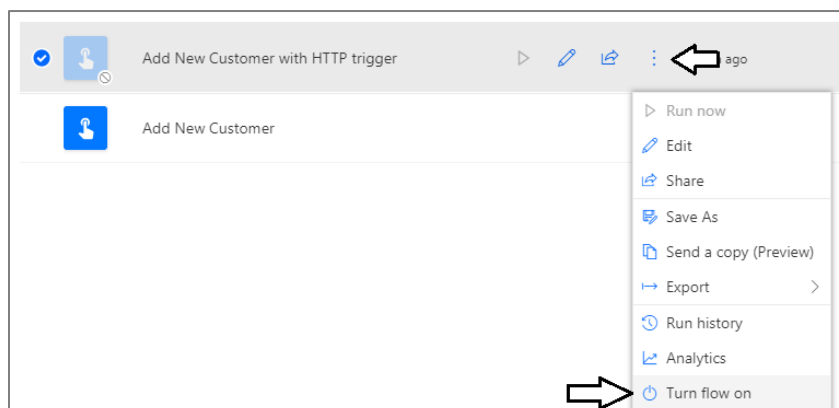 Add New Customer with HTTP trigger
ago
Add New Customer
Run now
Edit
Share
Save As
Send a copy (Preview)
Export
Run history
Analytics
Turn flow on